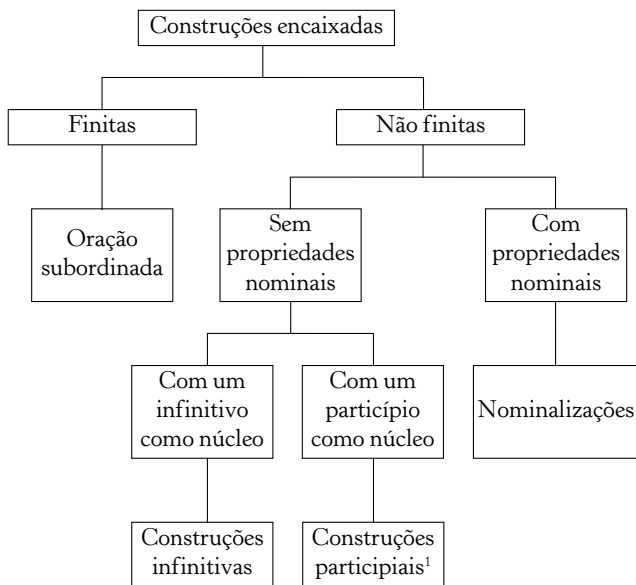 Construções encaixadas
Finitas
Não finitas
Oração
subordinada
Sem
propriedades
nominais
Com
propriedades
nominais
Com um
infinitivo
como núcleo
Com um
particípio
como núcleo
Nominalizações
Construções
infinitivas
Construções
participiais¹